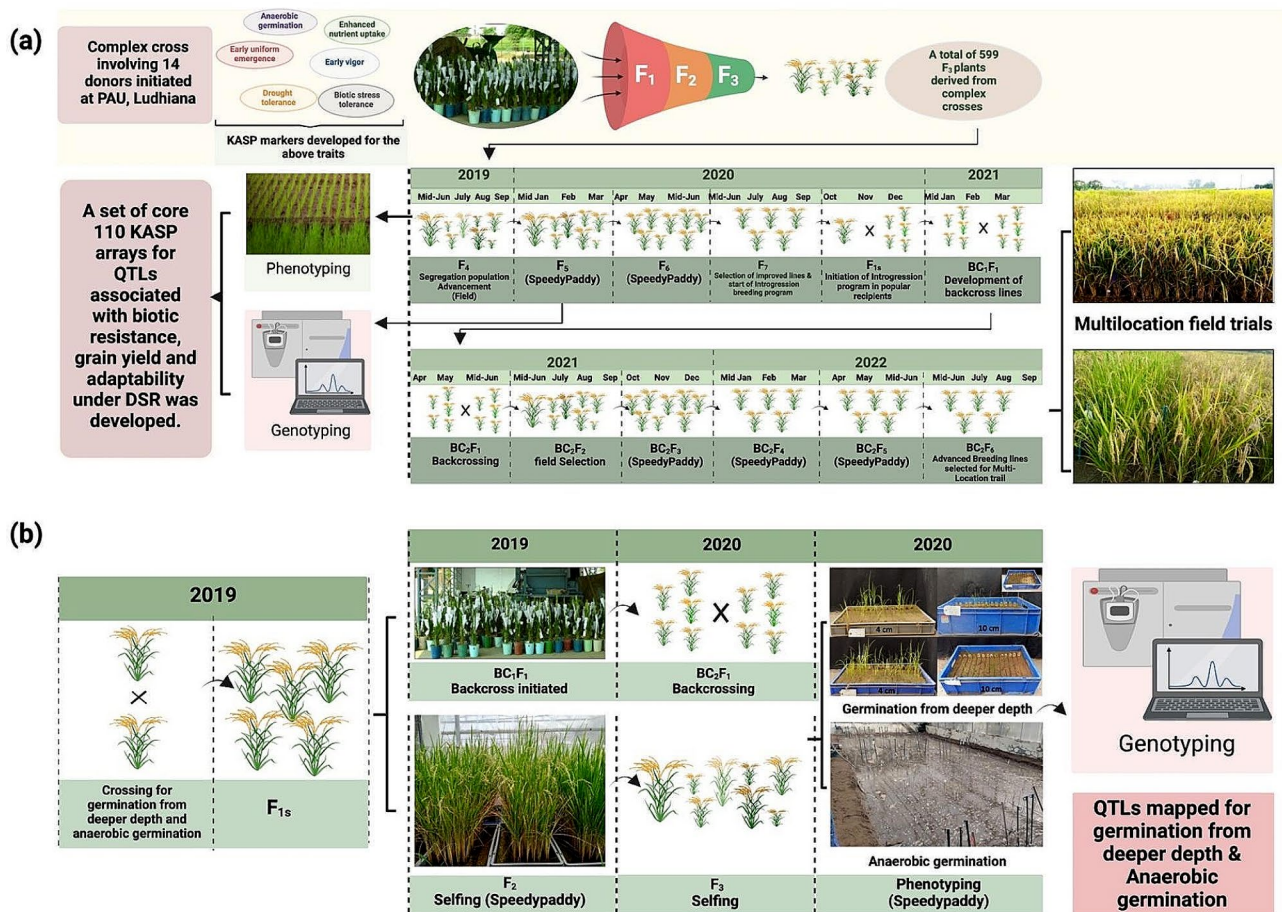 (a)
Complex cross
involving 14
donors initiated
at PAU, Ludhiana
Anaerobic
germination
Enhanced
nutrient uptake
Early uniform
emergence
Early vigor
Drought
tolerance
Biotic stress
tolerance
KASP markers developed for the
above traits
F1
F2
F3
A total of 599
F3 plants
derived from
complex
crosses
A set of core
110 KASP
arrays for
QTLs
associated
with biotic
resistance,
grain yield and
adaptability
under DSR was
developed.
Phenotyping
Genotyping
2019
2020
2021
Mid-Jun July Aug Sep
Mid Jan Feb Mar
Apr May Mid-Jun
Mid-Jun July Aug Sep
Oct Nov Dec
Mid Jan Feb Mar
X
X
F4
Segregation population
Advancement
(Field)
F5
(SpeedyPaddy)
F6
(SpeedyPaddy)
F7
Selection of improved lines &
start of Introgression
breeding program
F1s
Initiation of Introgression
program in popular
recipients
BC1F1
Development of
backcross lines
2021
2022
Apr May Mid-Jun
Mid-Jun July Aug Sep
Oct Nov Dec
Mid Jan Feb Mar
Apr May Mid-Jun
Mid-Jun July Aug Sep
X
BC2F1
Backcrossing
BC2F2
field Selection
BC2F3
(SpeedyPaddy)
BC2F4
(SpeedyPaddy)
BC2F5
(SpeedyPaddy)
BC2F6
Advanced Breeding lines
selected for Multi-
Location trail
Multilocation field trials
(b)
2019
X
Crossing for
germination from
deeper depth and
anaerobic germination
F1s
2019
2020
2020
BC1F1
Backcross initiated
X
BC2F1
Backcrossing
4 cm
10 cm
4 cm
10 cm
Germination from deeper depth
Anaerobic germination
F2
Selfing (Speedypaddy)
F3
Selfing
Phenotyping
(Speedypaddy)
Genotyping
QTLs mapped for
germination from
deeper depth &
Anaerobic
germination